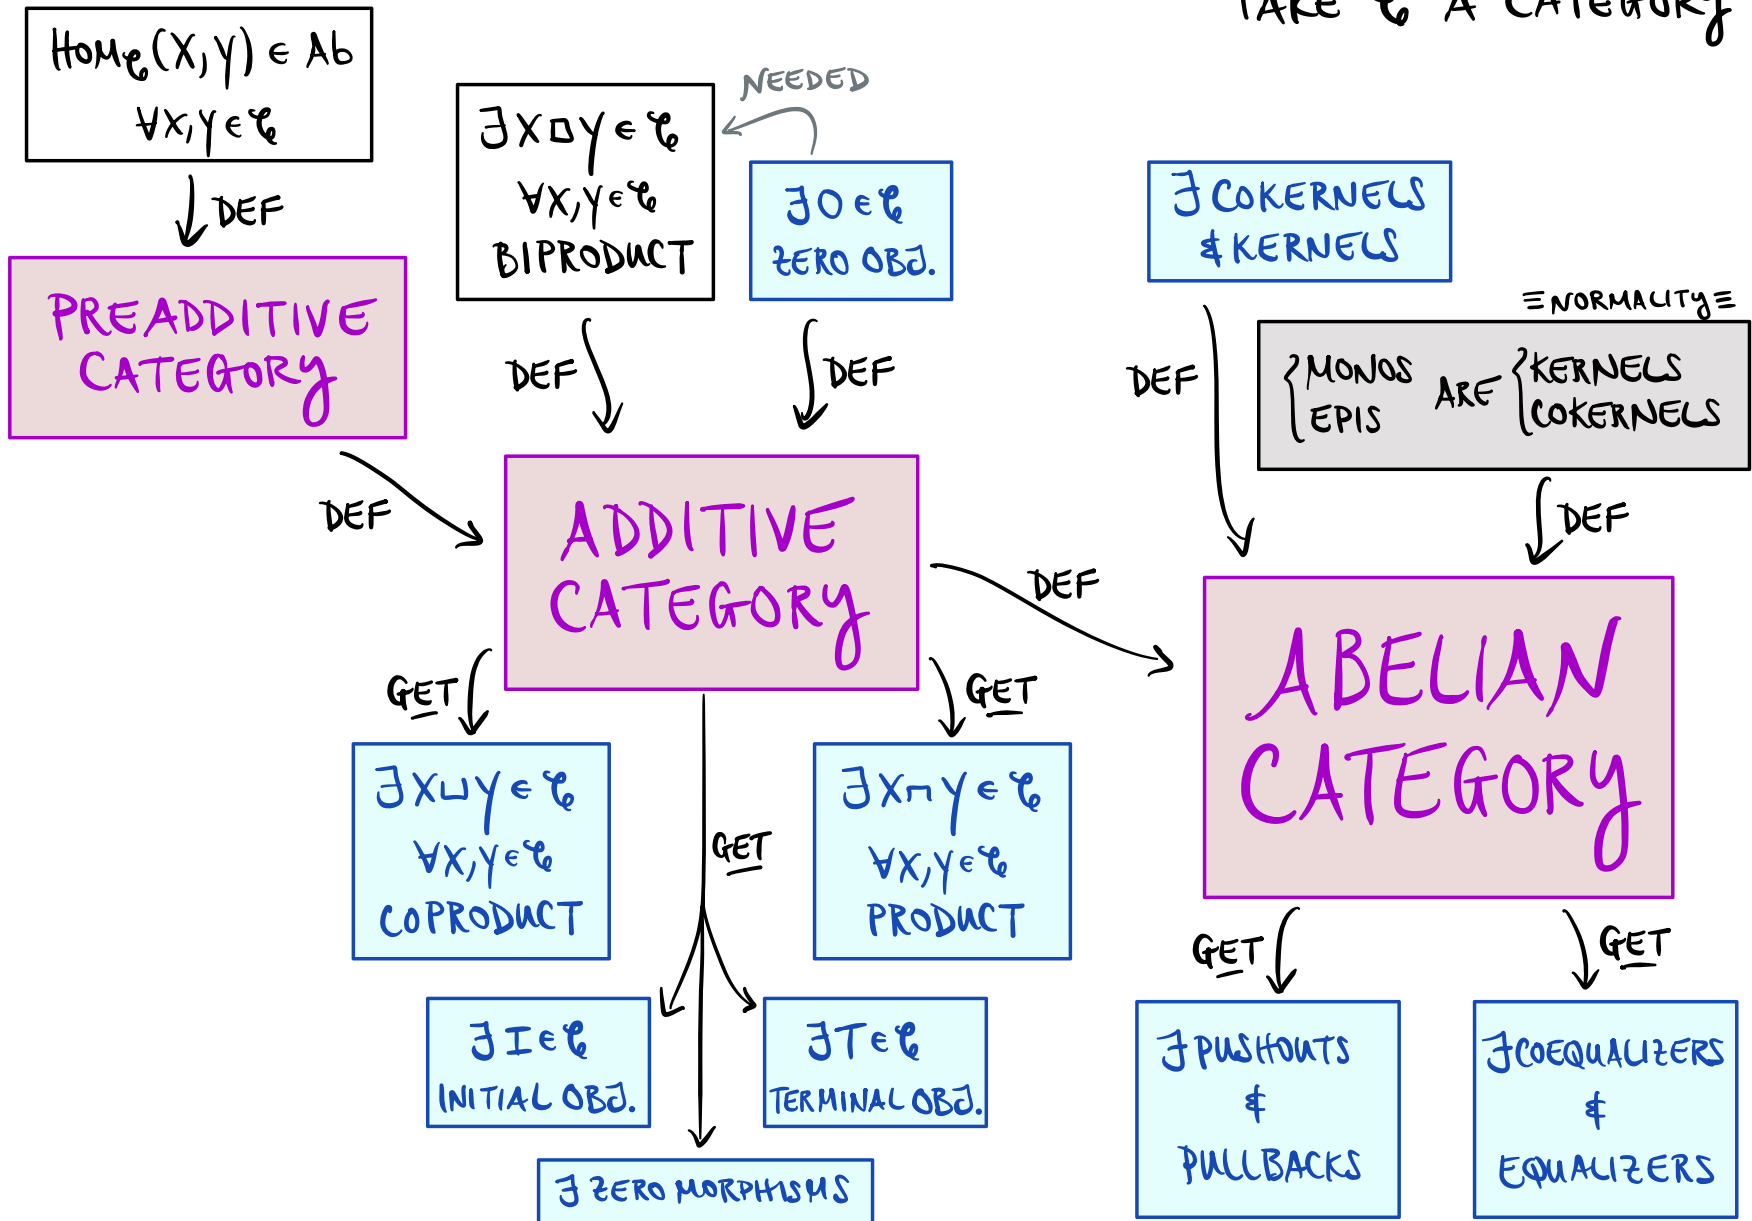 TAKE 𝒞 A CATEGORY
Hom𝒞(X,Y) ∈ Ab
∀X,Y ∈ 𝒞
DEF
PREADDITIVE
CATEGORY
DEF
NEEDED
∃ X□Y ∈ 𝒞
∀X,Y ∈ 𝒞
BIPRODUCT
DEF
∃ 0 ∈ 𝒞
ZERO OBJ.
DEF
ADDITIVE
CATEGORY
DEF
GET
∃ X⊔Y ∈ 𝒞
∀X,Y ∈ 𝒞
COPRODUCT
GET
∃ I ∈ 𝒞
INITIAL OBJ.
∃ T ∈ 𝒞
TERMINAL OBJ.
∃ ZERO MORPHISMS
GET
∃ X⊓Y ∈ 𝒞
∀X,Y ∈ 𝒞
PRODUCT
∃ COKERNELS
& KERNELS
DEF
≡NORMALITY≡
{MONOS ARE {KERNELS
EPIS COKERNELS
DEF
ABELIAN
CATEGORY
GET
∃ PUSHOUTS
&
PULLBACKS
GET
∃ COEQUALIZERS
&
EQUALIZERS